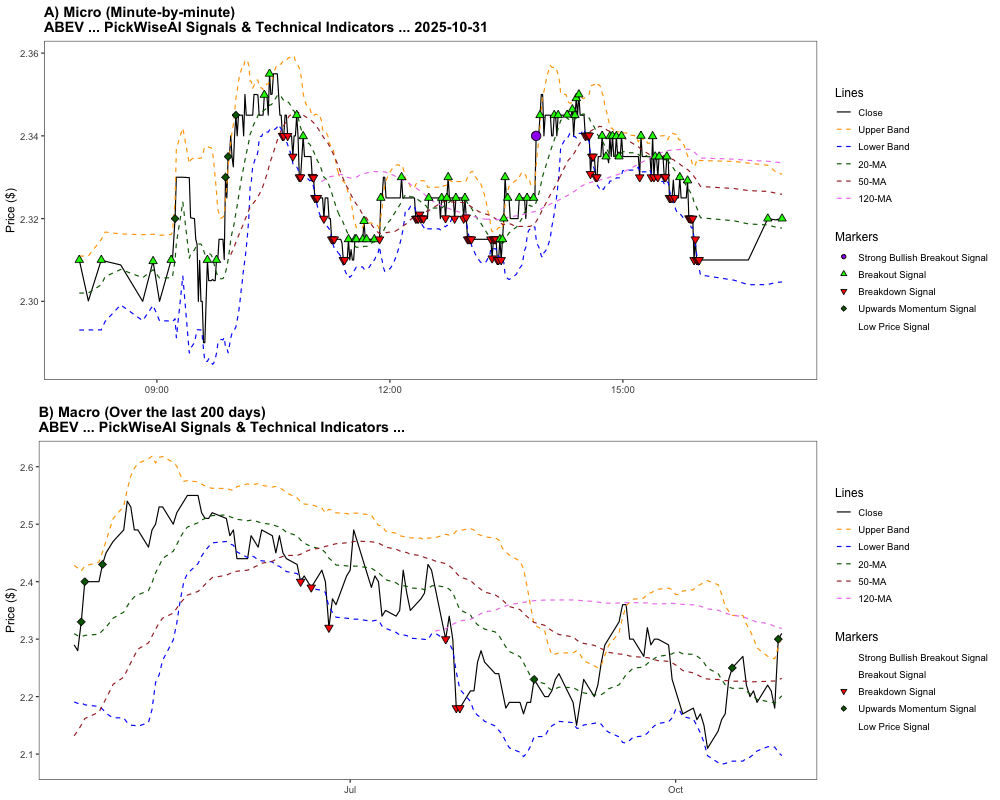 A) Micro (Minute-by-minute)
ABEV ... PickWiseAI Signals & Technical Indicators ... 2025-10-31
Price ($)
2.36
2.34
2.32
2.30
09:00
12:00
15:00
Lines
Close
Upper Band
Lower Band
20-MA
50-MA
120-MA
Markers
Strong Bullish Breakout Signal
Breakout Signal
Breakdown Signal
Upwards Momentum Signal
Low Price Signal
B) Macro (Over the last 200 days)
ABEV ... PickWiseAI Signals & Technical Indicators ...
Price ($)
2.6
2.5
2.4
2.3
2.2
2.1
Jul
Oct
Lines
Close
Upper Band
Lower Band
20-MA
50-MA
120-MA
Markers
Strong Bullish Breakout Signal
Breakout Signal
Breakdown Signal
Upwards Momentum Signal
Low Price Signal